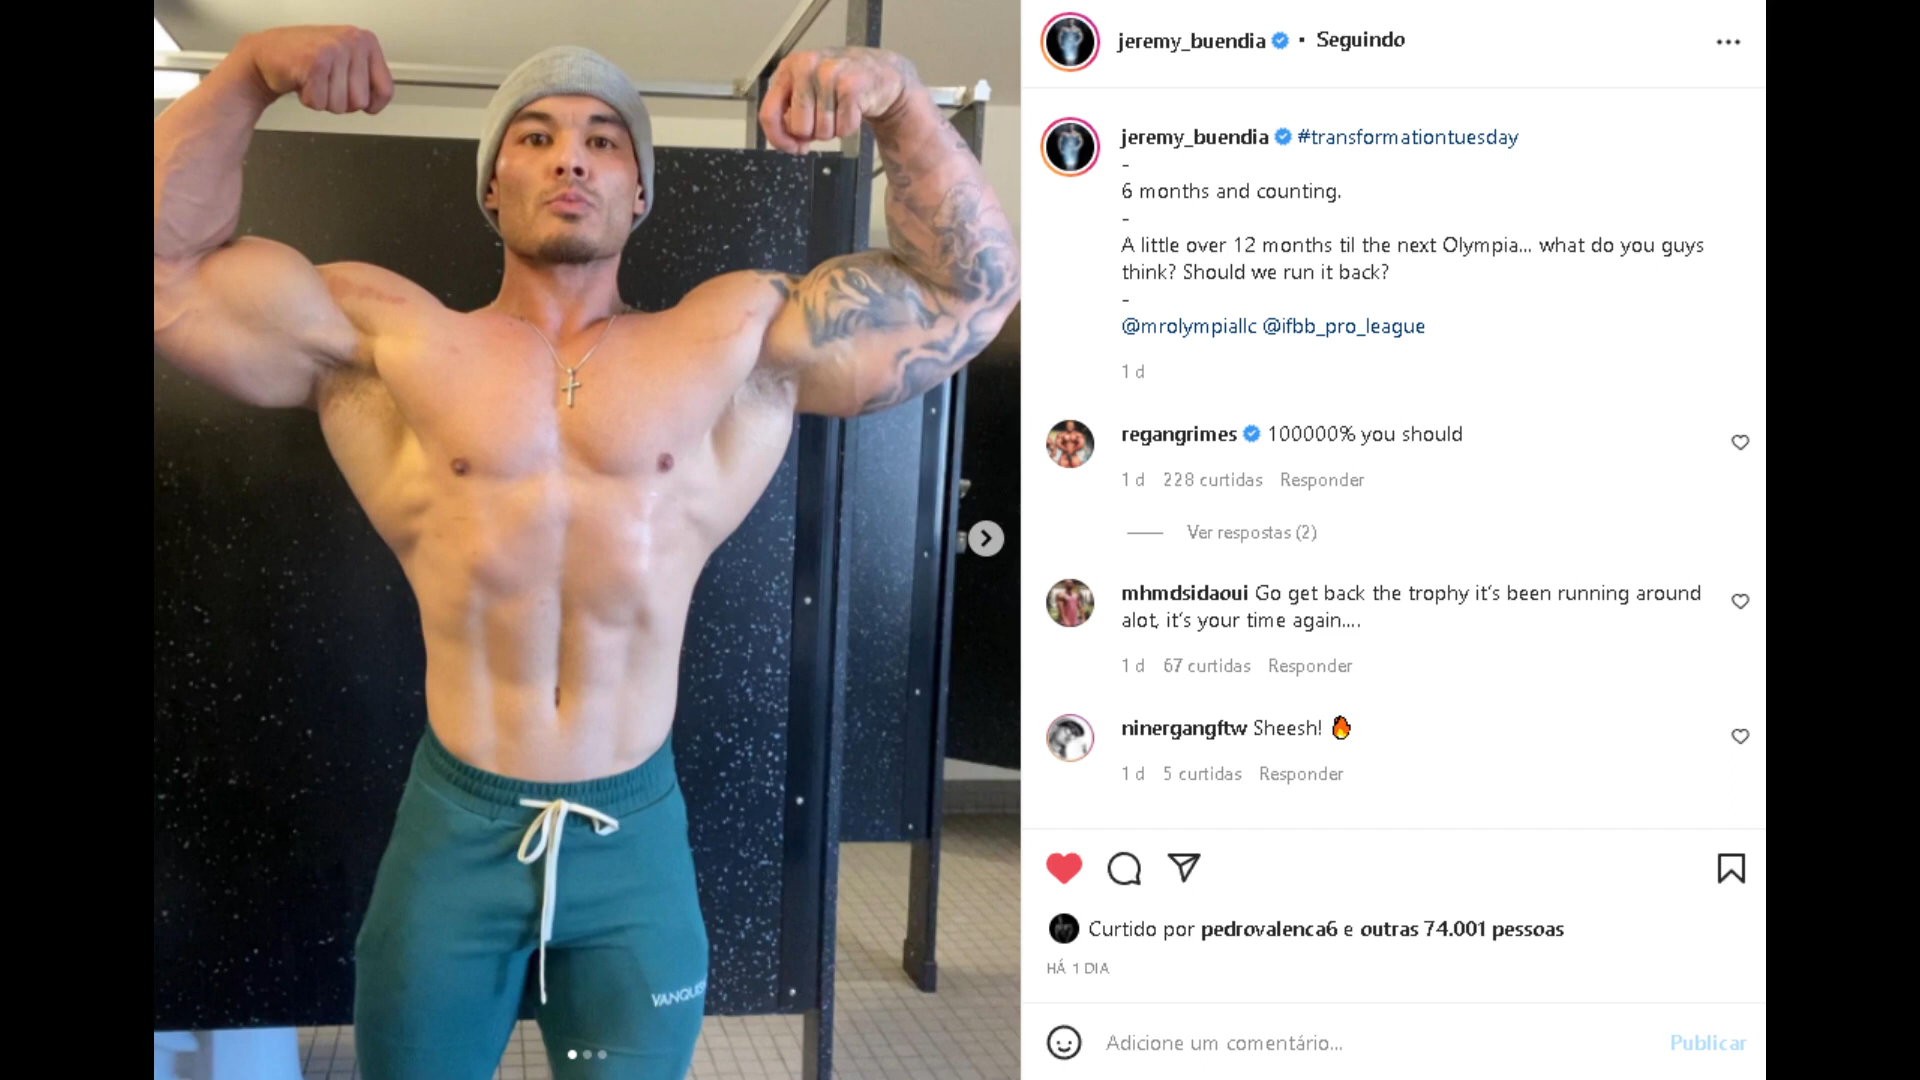 jeremy_buendia • Seguindo
jeremy_buendia #transformationtuesday
-
6 months and counting.
-
A little over 12 months til the next Olympia... what do you guys
think? Should we run it back?
-
@mrolympiallc @ifbb_pro_league
1 d
regangrimes 100000% you should
1 d 228 curtidas Responder
Ver respostas (2)
mhmdsidaoui Go get back the trophy it's been running around
alot, it's your time again....
1 d 67 curtidas Responder
ninergangftw Sheesh! 🔥
1 d 5 curtidas Responder
Curtido por pedrovalenca6 e outras 74.001 pessoas
HÁ 1 DIA
Adicione um comentário... Publicar